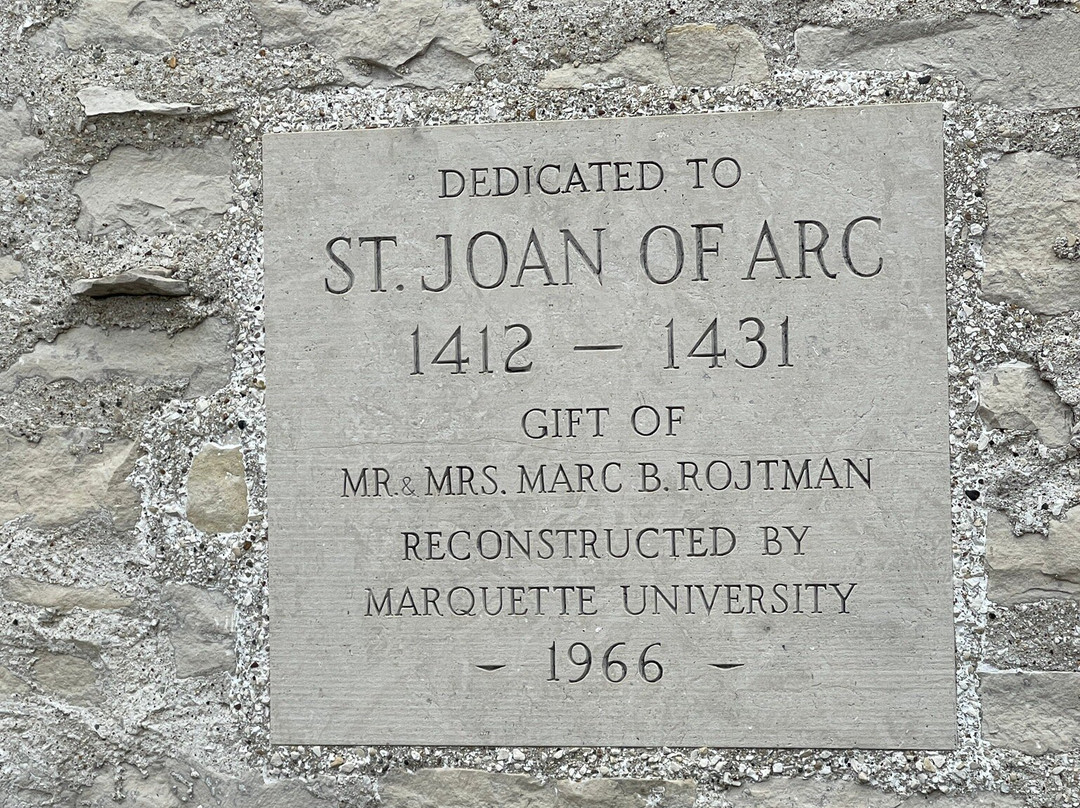 DEDICATED TO
ST. JOAN OF ARC
1412 – 1431
GIFT OF
MR. & MRS. MARC B. ROJTMAN
RECONSTRUCTED BY
MARQUETTE UNIVERSITY
– 1966 –